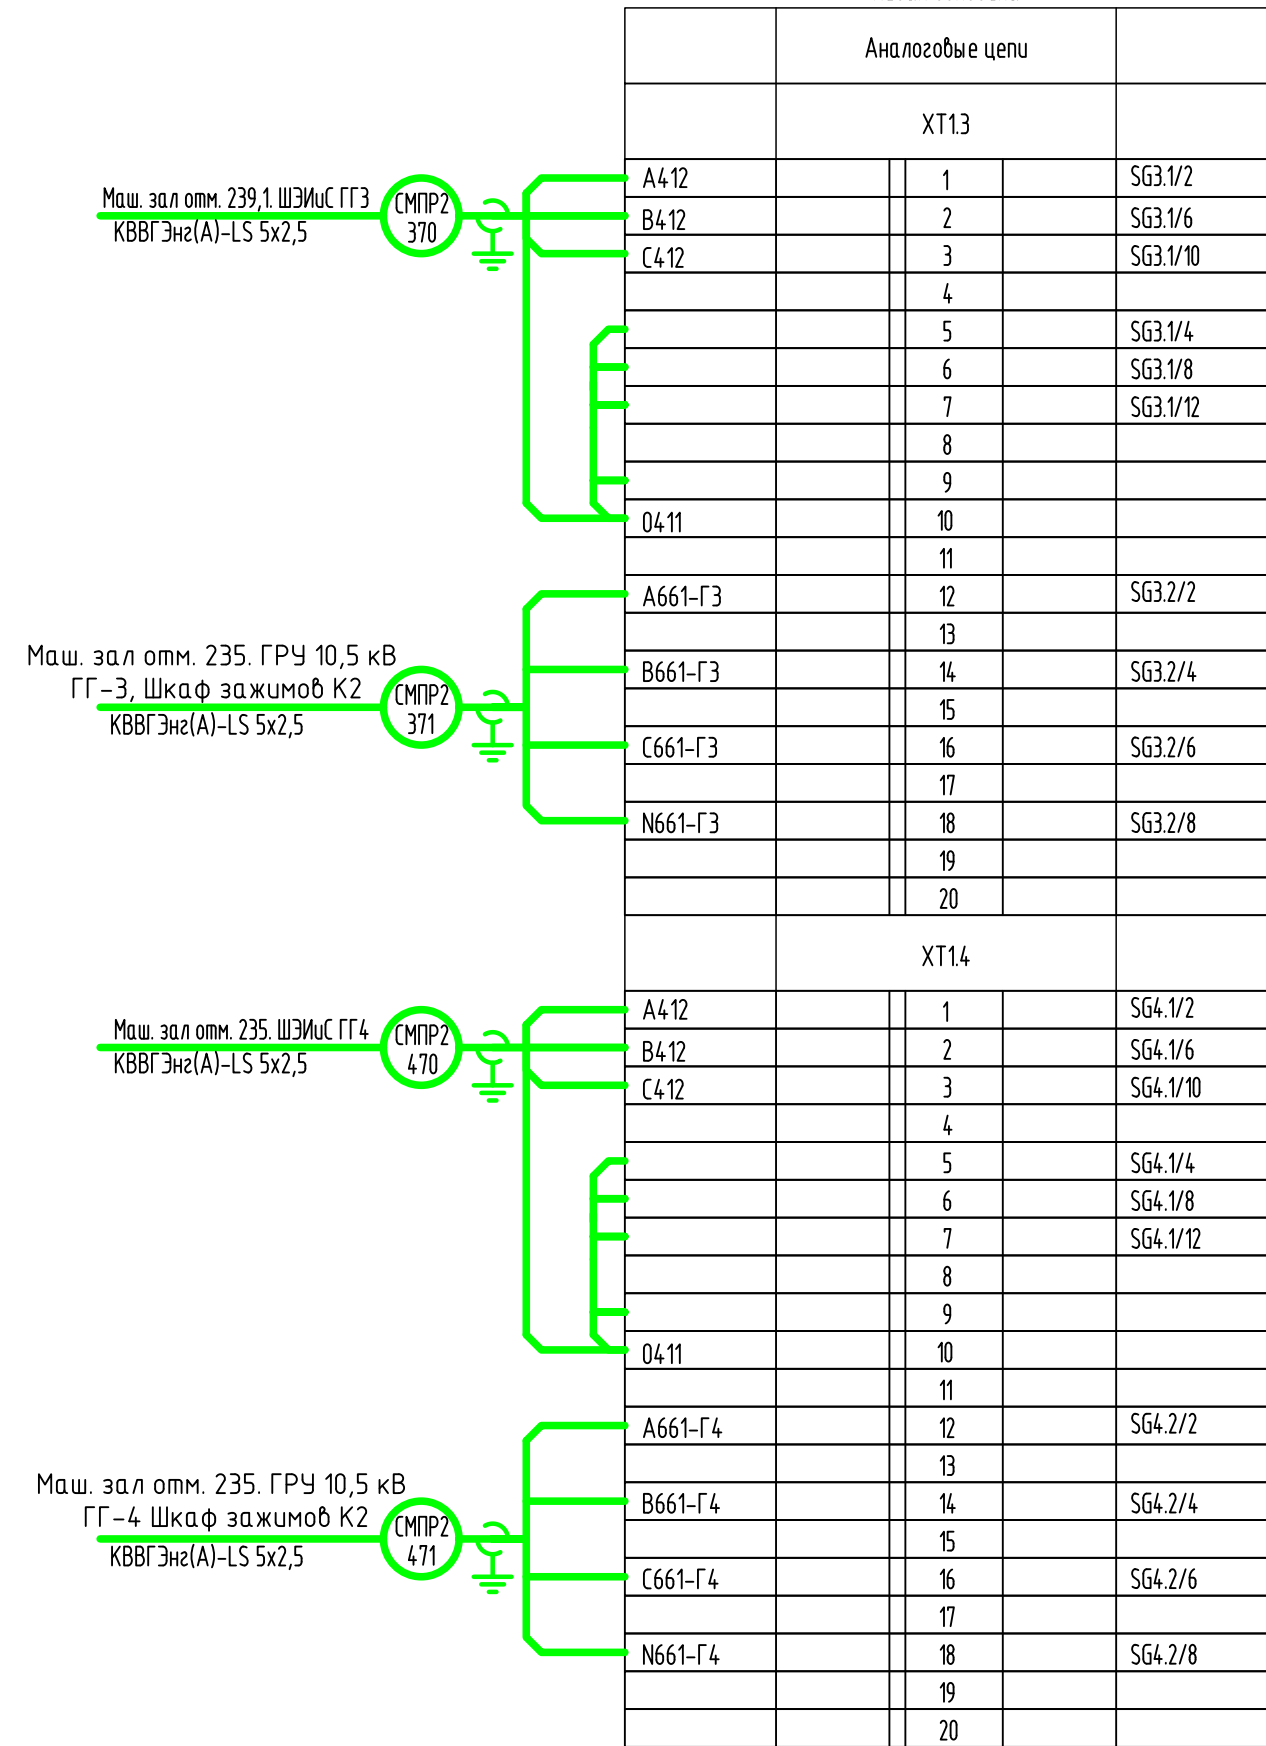 Аналоговые цепи
XT1.3
A412 1 SG3.1/2
B412 2 SG3.1/6
C412 3 SG3.1/10
4
5 SG3.1/4
6 SG3.1/8
7 SG3.1/12
8
9
0411 10
11
A661-Г3 12 SG3.2/2
13
B661-Г3 14 SG3.2/4
15
C661-Г3 16 SG3.2/6
17
N661-Г3 18 SG3.2/8
19
20
Маш. зал отм. 239,1. ШЭИиС ГГ3
КВВГЭнг(А)-LS 5x2,5
СМПР2
370
Маш. зал отм. 235. ГРУ 10,5 кВ
ГГ-3, Шкаф зажимов К2
КВВГЭнг(А)-LS 5x2,5
СМПР2
371
XT1.4
A412 1 SG4.1/2
B412 2 SG4.1/6
C412 3 SG4.1/10
4
5 SG4.1/4
6 SG4.1/8
7 SG4.1/12
8
9
0411 10
11
A661-Г4 12 SG4.2/2
13
B661-Г4 14 SG4.2/4
15
C661-Г4 16 SG4.2/6
17
N661-Г4 18 SG4.2/8
19
20
Маш. зал отм. 235. ШЭИиС ГГ4
КВВГЭнг(А)-LS 5x2,5
СМПР2
470
Маш. зал отм. 235. ГРУ 10,5 кВ
ГГ-4 Шкаф зажимов К2
КВВГЭнг(А)-LS 5x2,5
СМПР2
471